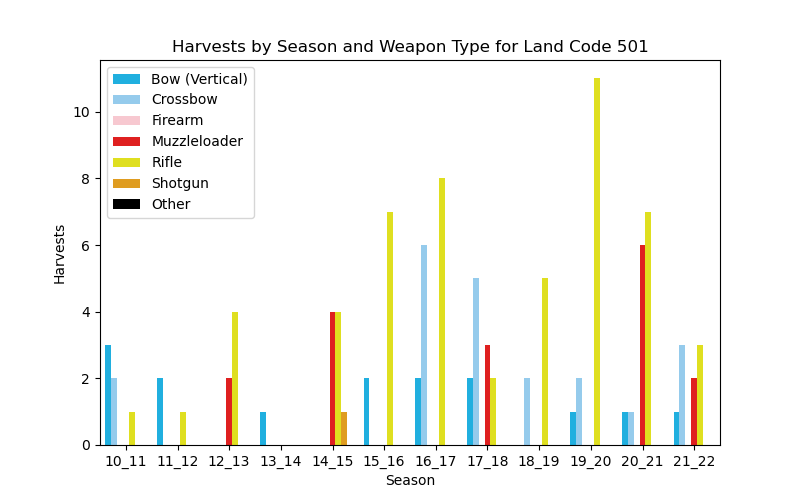 Harvests by Season and Weapon Type for Land Code 501
Bow (Vertical)
Crossbow
Firearm
Muzzleloader
Rifle
Shotgun
Other
Harvests
10
8
6
4
2
0
10_11 11_12 12_13 13_14 14_15 15_16 16_17 17_18 18_19 19_20 20_21 21_22
Season